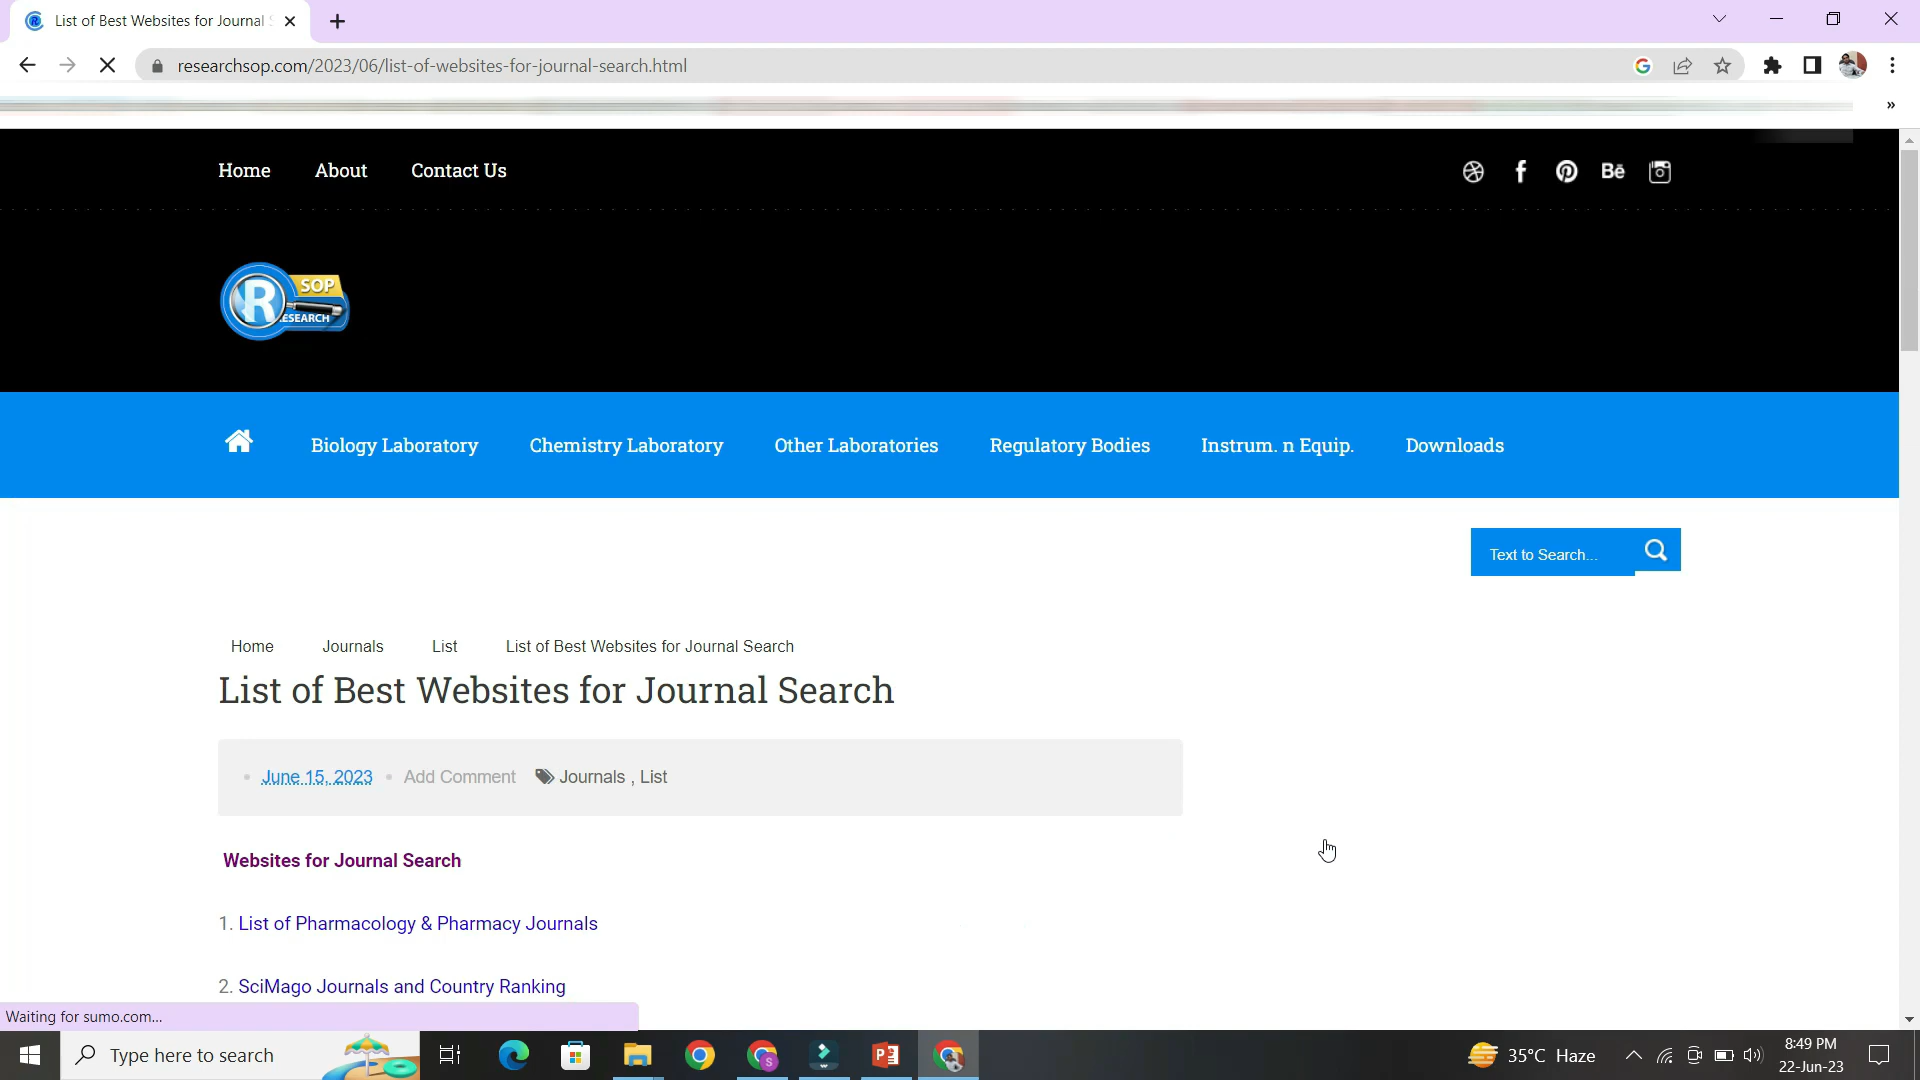 List of Best Websites for Journal
researchsop.com/2023/06/list-of-websites-for-journal-search.html
»
Home About Contact Us
Bē
R SOP
ESEARCH
Biology Laboratory Chemistry Laboratory Other Laboratories Regulatory Bodies Instrum. n Equip. Downloads
Text to Search...
Home Journals List List of Best Websites for Journal Search
List of Best Websites for Journal Search
June 15, 2023 Add Comment Journals , List
Websites for Journal Search
1. List of Pharmacology & Pharmacy Journals
2. SciMago Journals and Country Ranking
Waiting for sumo.com...
Type here to search
35°C Haze
8:49 PM
22-Jun-23